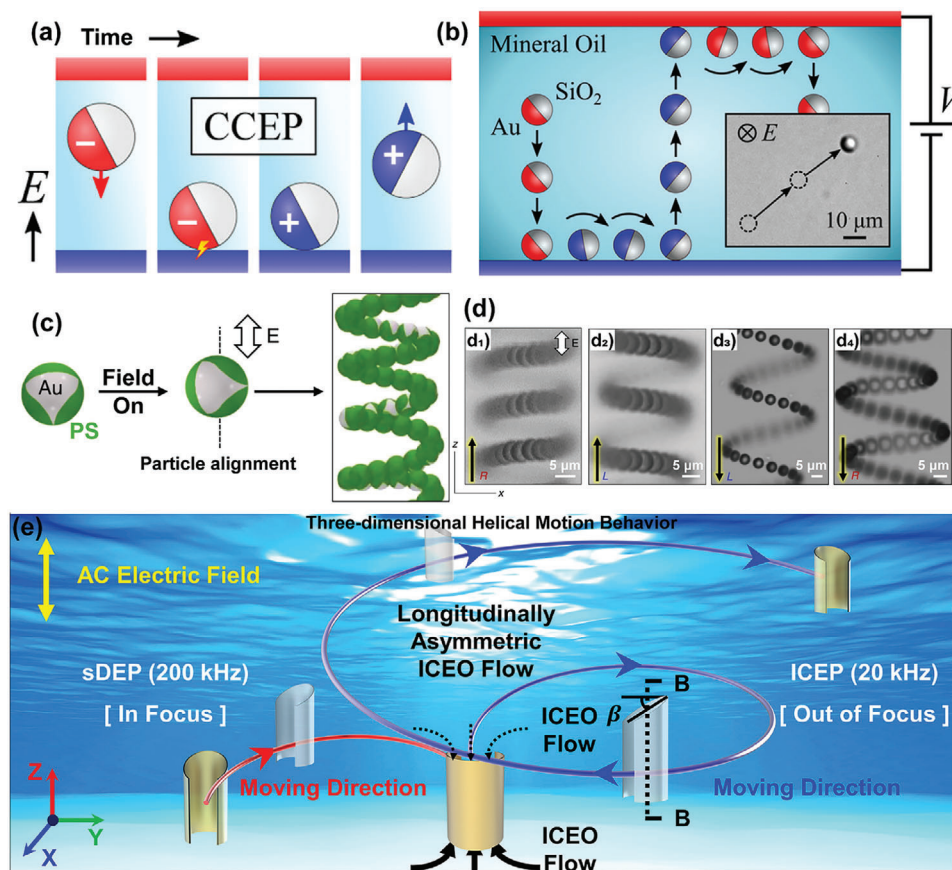 (a)
Time
CCEP
E
−
−
+
+
(b)
Mineral Oil
SiO2
Au
V
⊗ E
10 µm
(c)
Au
PS
Field
On
E
Particle alignment
z
x
(d)
d1)
E
R
5 µm
d2)
L
5 µm
d3)
L
5 µm
d4)
R
5 µm
(e)
Three-dimensional Helical Motion Behavior
AC Electric Field
Longitudinally
Asymmetric
ICEO Flow
sDEP (200 kHz)
[ In Focus ]
ICEP (20 kHz)
[ Out of Focus ]
B
β
ICEO
Flow
Moving Direction
Moving Direction
B
ICEO
Flow
Z
Y
X